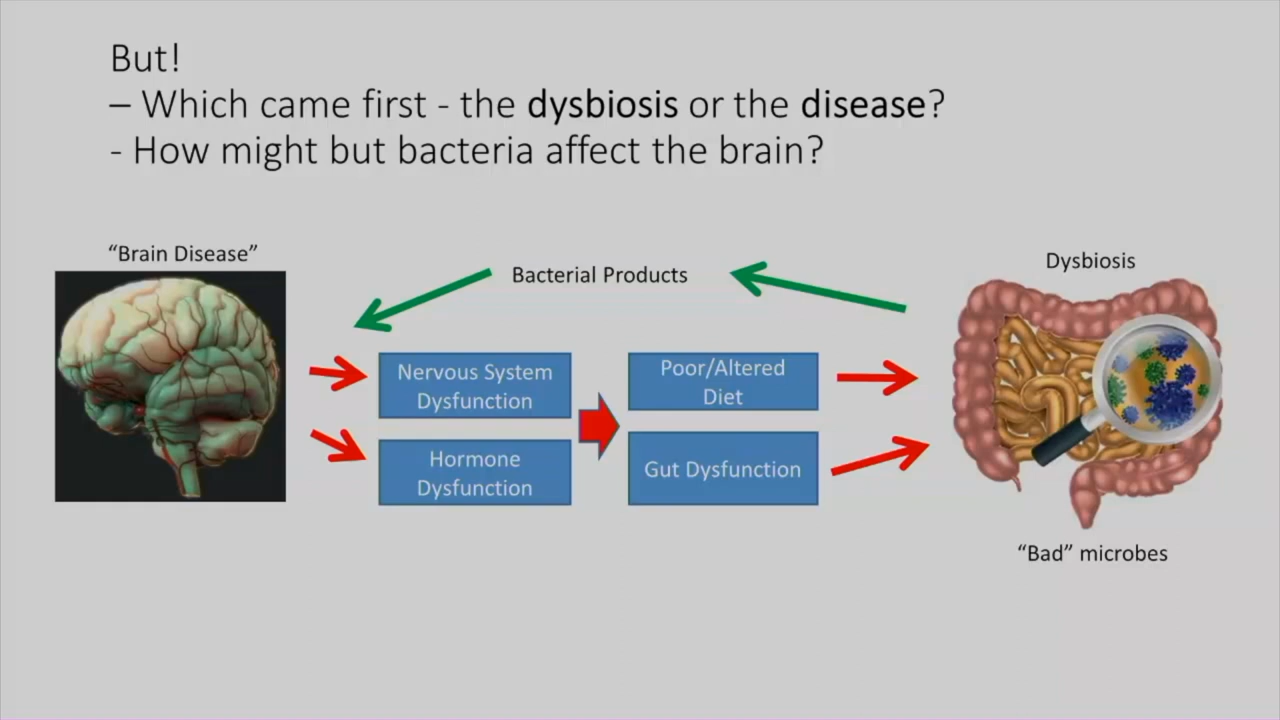 But!
– Which came first - the dysbiosis or the disease?
- How might but bacteria affect the brain?
“Brain Disease”
Bacterial Products
Dysbiosis
Nervous System
Dysfunction
Poor/Altered
Diet
Hormone
Dysfunction
Gut Dysfunction
“Bad” microbes